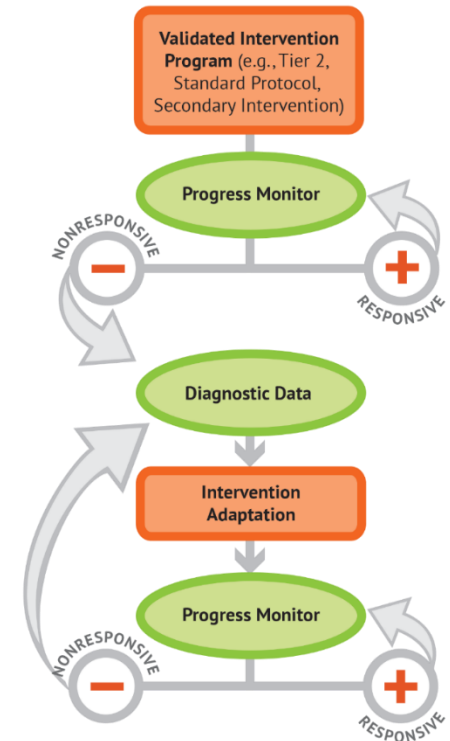 Validated Intervention
Program (e.g., Tier 2,
Standard Protocol,
Secondary Intervention)
Progress Monitor
NONRESPONSIVE
RESPONSIVE
Diagnostic Data
Intervention
Adaptation
Progress Monitor
NONRESPONSIVE
RESPONSIVE